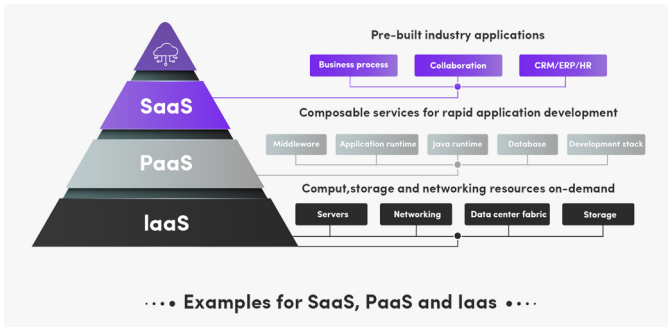 Pre-built industry applications
Business process
Collaboration
CRM/ERP/HR
SaaS
Composable services for rapid application development
Middleware
Application runtime
Java runtime
Database
Development stack
PaaS
Comput,storage and networking resources on-demand
Servers
Networking
Data center fabric
Storage
IaaS
Examples for SaaS, PaaS and Iaas